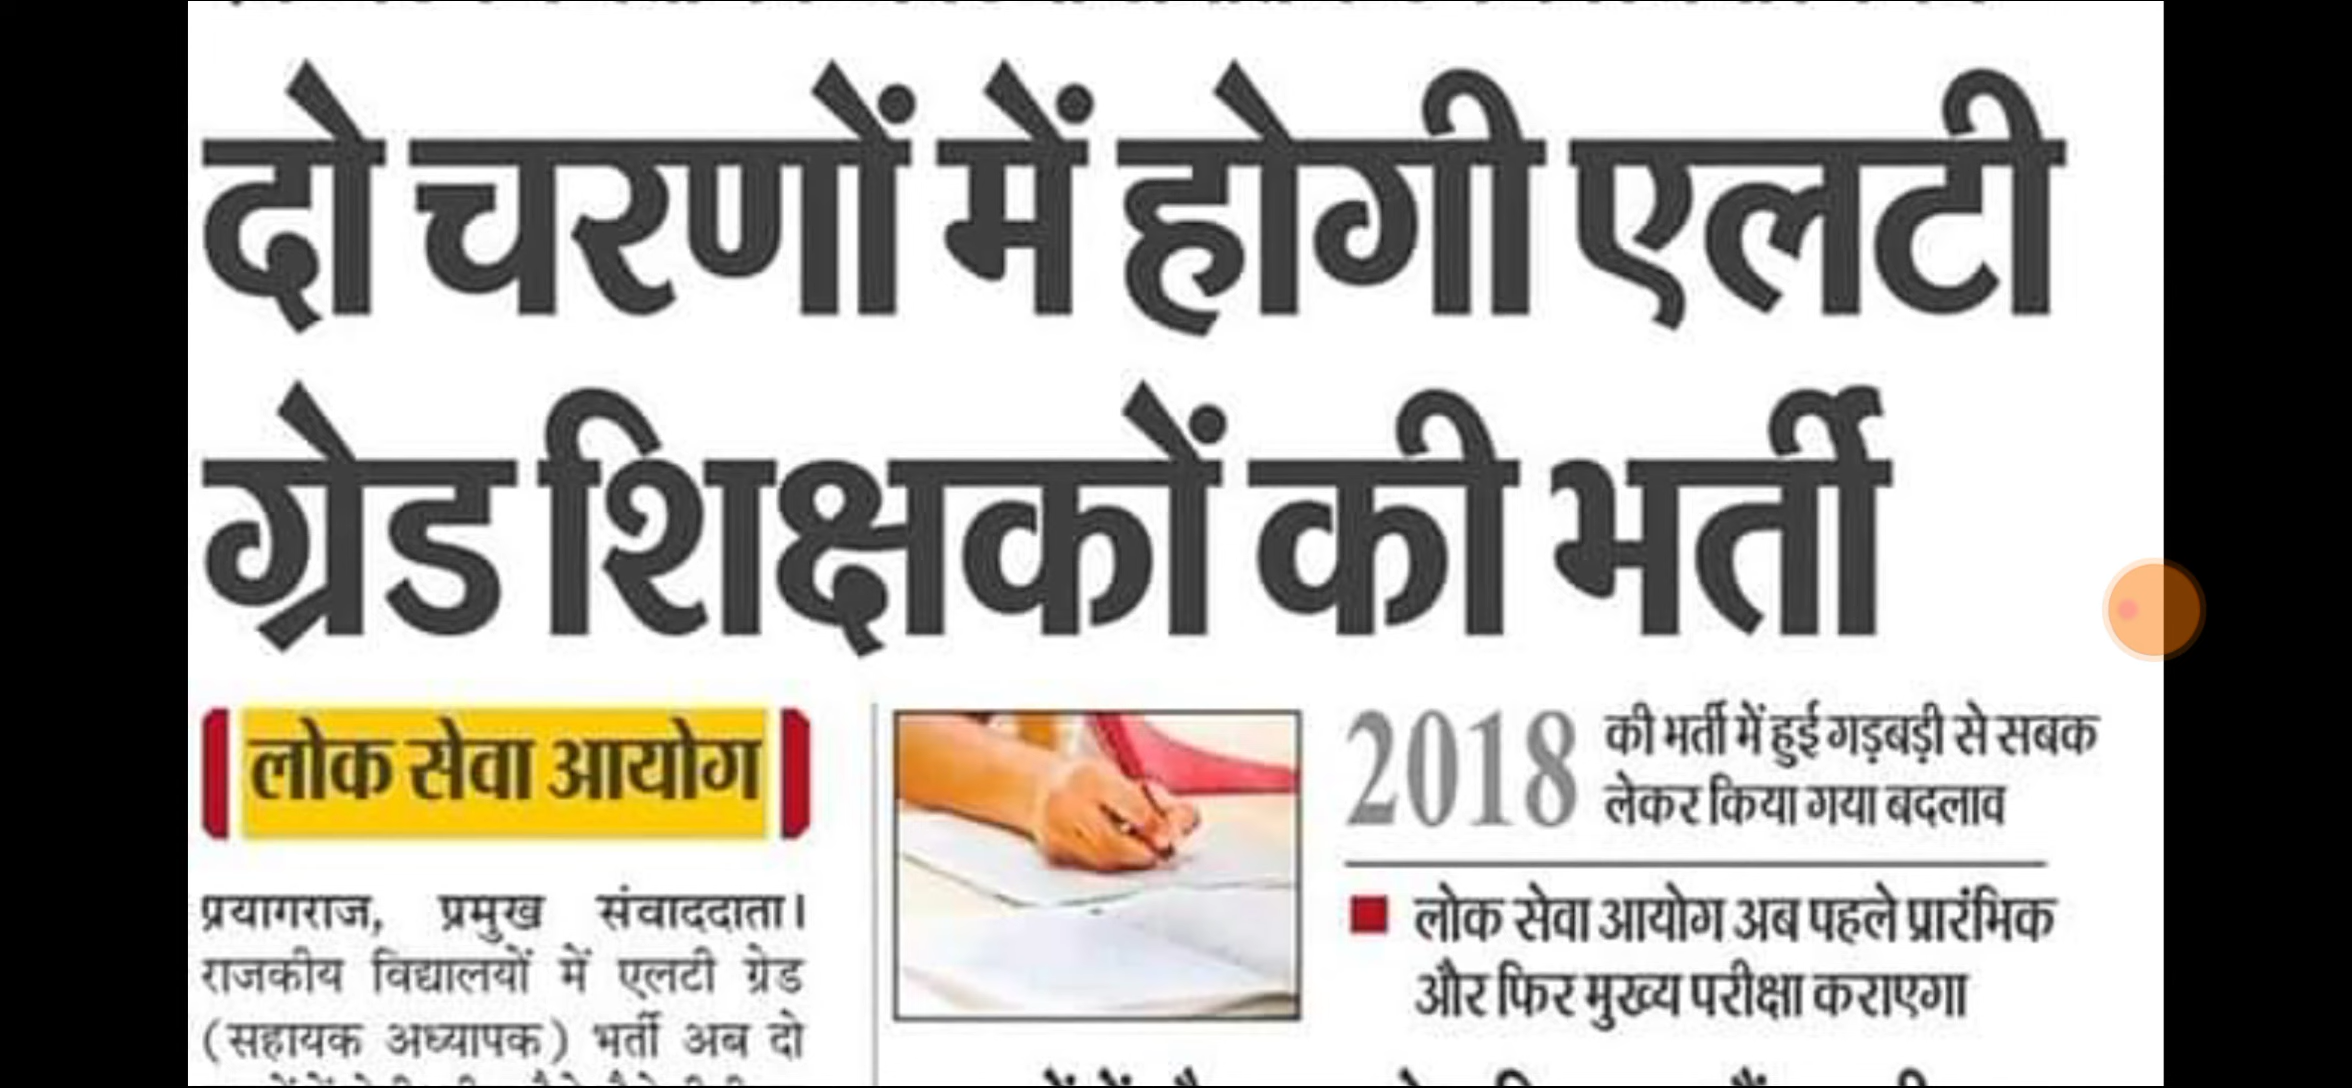 दो चरणों में होगी एलटी
ग्रेड शिक्षकों की भर्ती
लोक सेवा आयोग
प्रयागराज, प्रमुख संवाददाता।
राजकीय विद्यालयों में एलटी ग्रेड
(सहायक अध्यापक) भर्ती अब दो
2018 की भर्ती में हुई गड़बड़ी से सबक
लेकर किया गया बदलाव
लोक सेवा आयोग अब पहले प्रारंभिक
और फिर मुख्य परीक्षा कराएगा